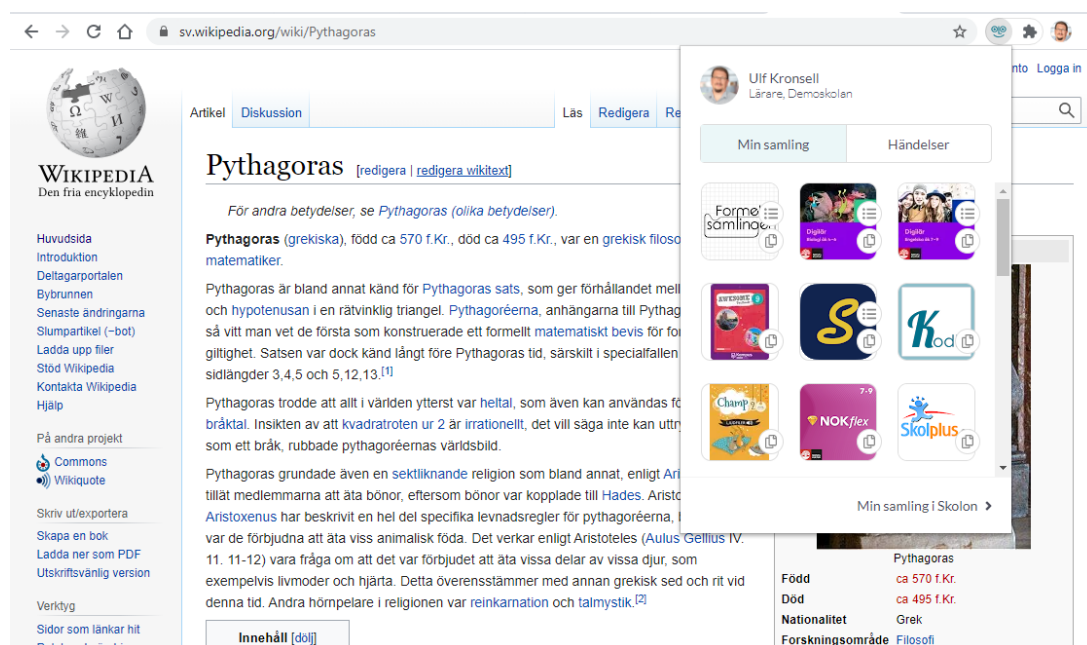 sv.wikipedia.org/wiki/Pythagoras
Logga in
WIKIPEDIA
Den fria encyklopedin
Huvudsida
Introduktion
Deltagarportalen
Bybrunnen
Senaste ändringarna
Slumpartikel (−bot)
Ladda upp filer
Stöd Wikipedia
Kontakta Wikipedia
Hjälp
På andra projekt
Commons
Wikiquote
Skriv ut/exportera
Skapa en bok
Ladda ner som PDF
Utskriftsvänlig version
Verktyg
Sidor som länkar hit
Artikel Diskussion Läs Redigera
Pythagoras [redigera | redigera wikitext]
För andra betydelser, se Pythagoras (olika betydelser).
Pythagoras (grekiska), född ca 570 f.Kr., död ca 495 f.Kr., var en grekisk
matematiker.
Pythagoras är bland annat känd för Pythagoras sats, som ger förhållandet
och hypotenusan i en rätvinklig triangel. Pythagoréerna, anhängarna till
så vitt man vet de första som konstruerade ett formellt matematiskt bevis för
giltighet. Satsen var dock känd långt före Pythagoras tid, särskilt i specialfallen
sidlängder 3,4,5 och 5,12,13.[1]
Pythagoras trodde att allt i världen ytterst var heltal, som även kan användas
bråktal. Insikten av att kvadratroten ur 2 är irrationellt, det vill säga inte kan
som ett bråk, rubbade pythagoréernas världsbild.
Pythagoras grundade även en sektliknande religion som bland annat, enligt
tillåt medlemmarna att äta bönor, eftersom bönor var kopplade till Hades.
Aristoxenus har beskrivit en hel del specifika levnadsregler för pythagoréerna,
var de förbjudna att äta viss animalisk föda. Det verkar enligt Aristoteles (Aulus Gellius IV.
11. 11-12) vara fråga om att det var förbjudet att äta vissa delar av vissa djur, som
exempelvis livmoder och hjärta. Detta överensstämmer med annan grekisk sed och rit vid
denna tid. Andra hörnpelare i religionen var reinkarnation och talmystik.[2]
Innehåll [dölj]
Ulf Kronsell
Lärare, Demoskolan
Min samling Händelser
Digilär
Digilär
AWESOME
S
Champ
7-9
NOKflex
Skolplus
Min samling i Skolon
Pythagoras
Född ca 570 f.Kr.
Död ca 495 f.Kr.
Nationalitet Grek
Forskningsområde Filosofi